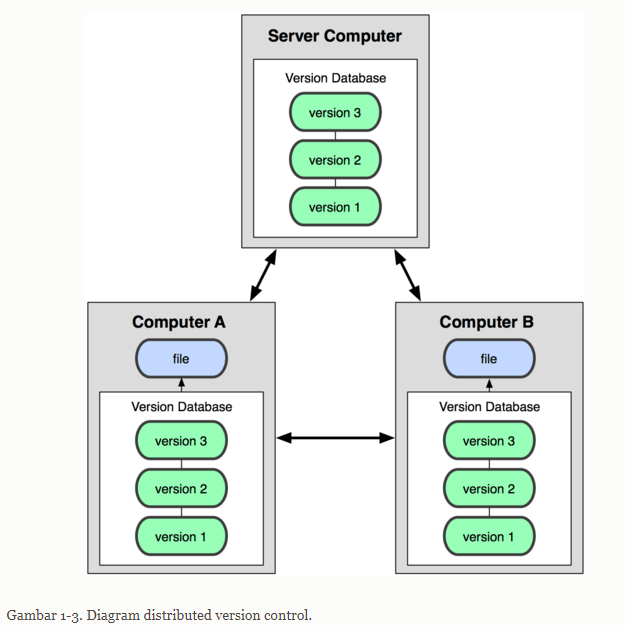 Server Computer
Version Database
version 3
version 2
version 1
Computer A
file
Version Database
version 3
version 2
version 1
Computer B
file
Version Database
version 3
version 2
version 1
Gambar 1-3. Diagram distributed version control.